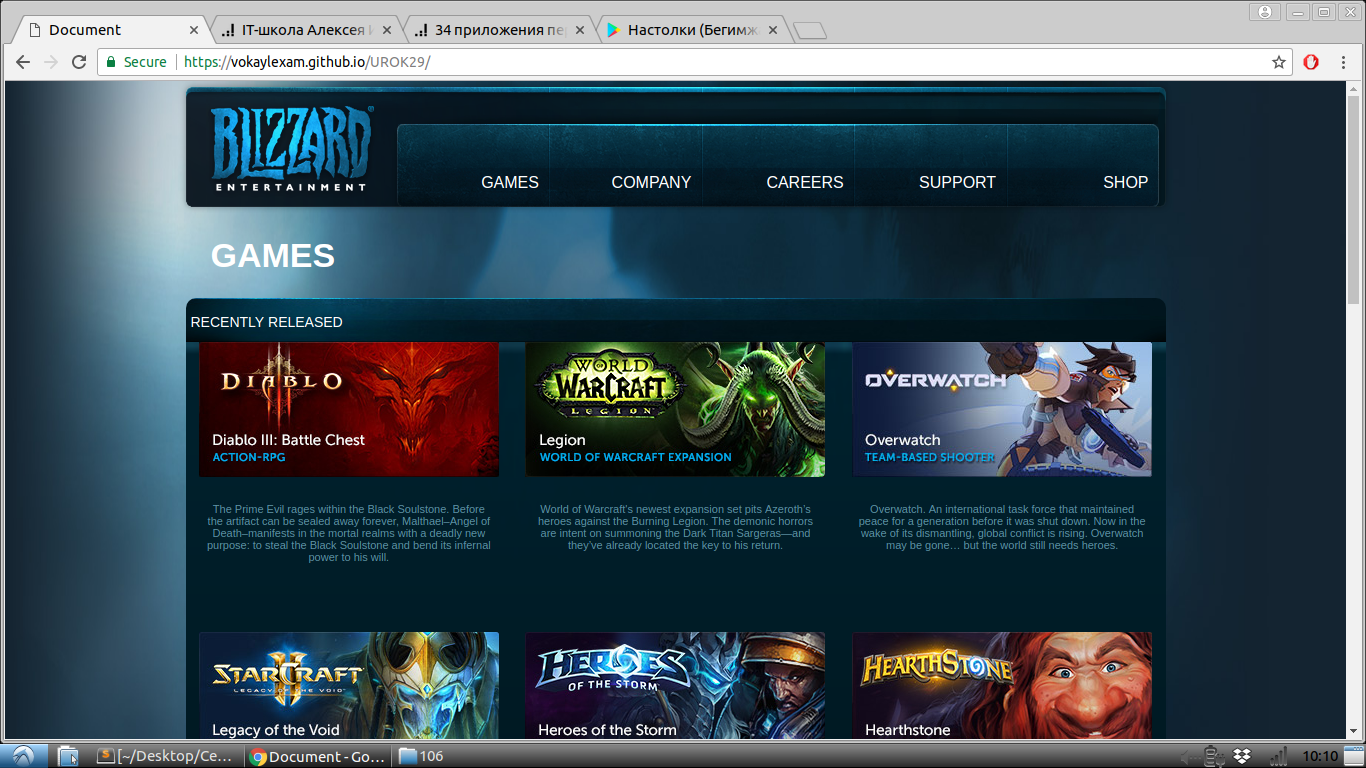 Document
IT-школа Алексея
34 приложения пе
Настолки (Бегимж
Secure
https://vokaylexam.github.io/UROK29/
BLIZZARD
ENTERTAINMENT
GAMES
COMPANY
CAREERS
SUPPORT
SHOP
GAMES
RECENTLY RELEASED
DIABLO
III
Diablo III: Battle Chest
ACTION-RPG
WORLD
OF
WARCRAFT
LEGION
Legion
WORLD OF WARCRAFT EXPANSION
OVERWATCH
Overwatch
TEAM-BASED SHOOTER
The Prime Evil rages within the Black Soulstone. Before
the artifact can be sealed away forever, Malthael–Angel of
Death–manifests in the mortal realms with a deadly new
purpose: to steal the Black Soulstone and bend its infernal
power to his will.
World of Warcraft's newest expansion set pits Azeroth's
heroes against the Burning Legion. The demonic horrors
are intent on summoning the Dark Titan Sargeras—and
they've already located the key to his return.
Overwatch. An international task force that maintained
peace for a generation before it was shut down. Now in the
wake of its dismantling, global conflict is rising. Overwatch
may be gone… but the world still needs heroes.
STARCRAFT
II
LEGACY OF THE VOID
Legacy of the Void
HEROES
OF THE STORM
Heroes of the Storm
HEARTHSTONE
Hearthstone
[~/Desktop/Ce...
Document - Go...
106
10:10